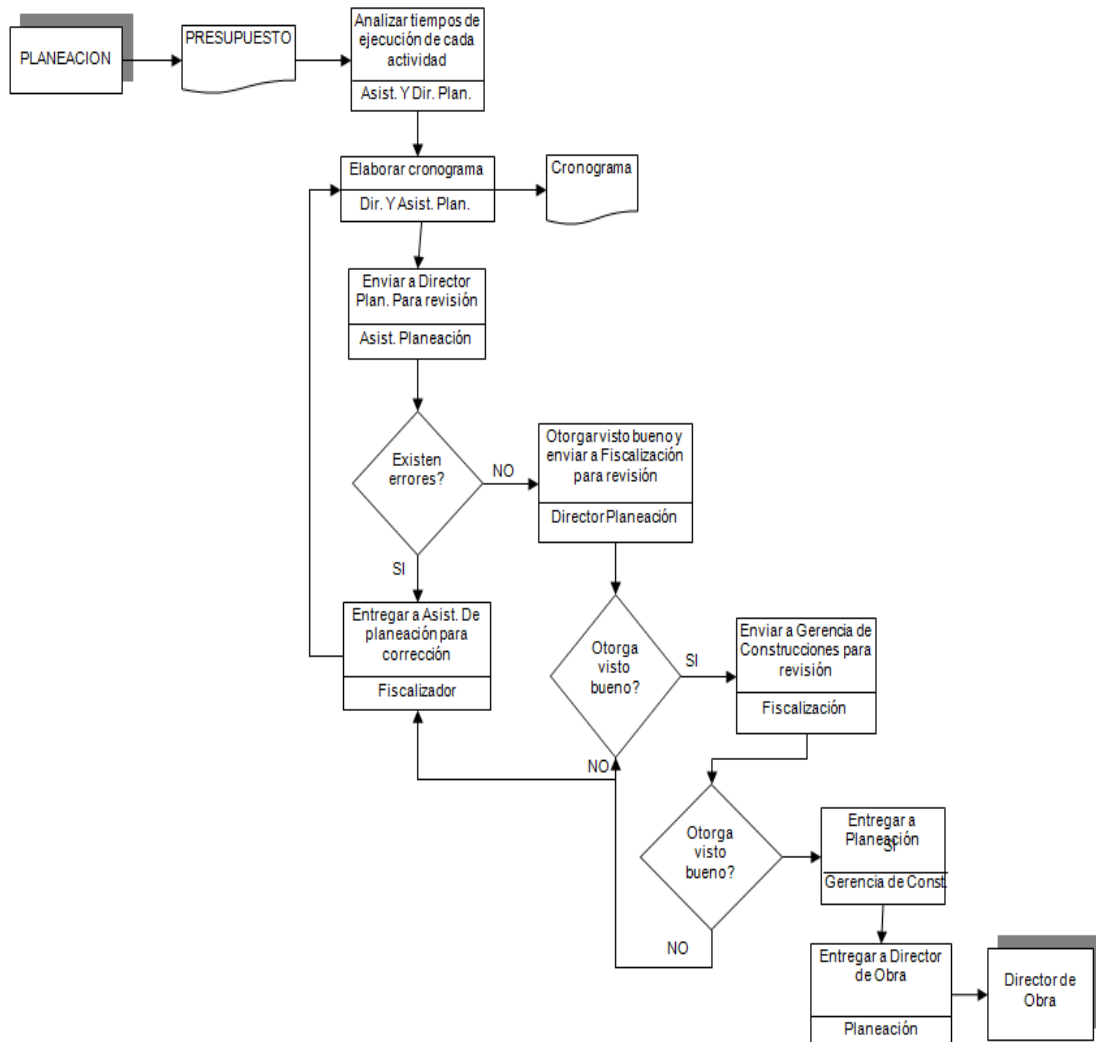 PLANEACION
PRESUPUESTO
Analizar tiempos de
ejecución de cada
actividad
Asist. Y Dir. Plan.
Elaborar cronograma
Dir. Y Asist. Plan.
Cronograma
Enviar a Director
Plan. Para revisión
Asist. Planeación
Existen
errores?
NO
Otorgar visto bueno y
enviar a Fiscalización
para revisión
Director Planeación
SI
Entregar a Asist. De
planeación para
corrección
Fiscalizador
Otorga
visto
bueno?
SI
Enviar a Gerencia de
Construcciones para
revisión
Fiscalización
NO
Otorga
visto
bueno?
Entregar a
Planeación
SI
Gerencia de Const.
NO
Entregar a Director
de Obra
Planeación
Director de
Obra